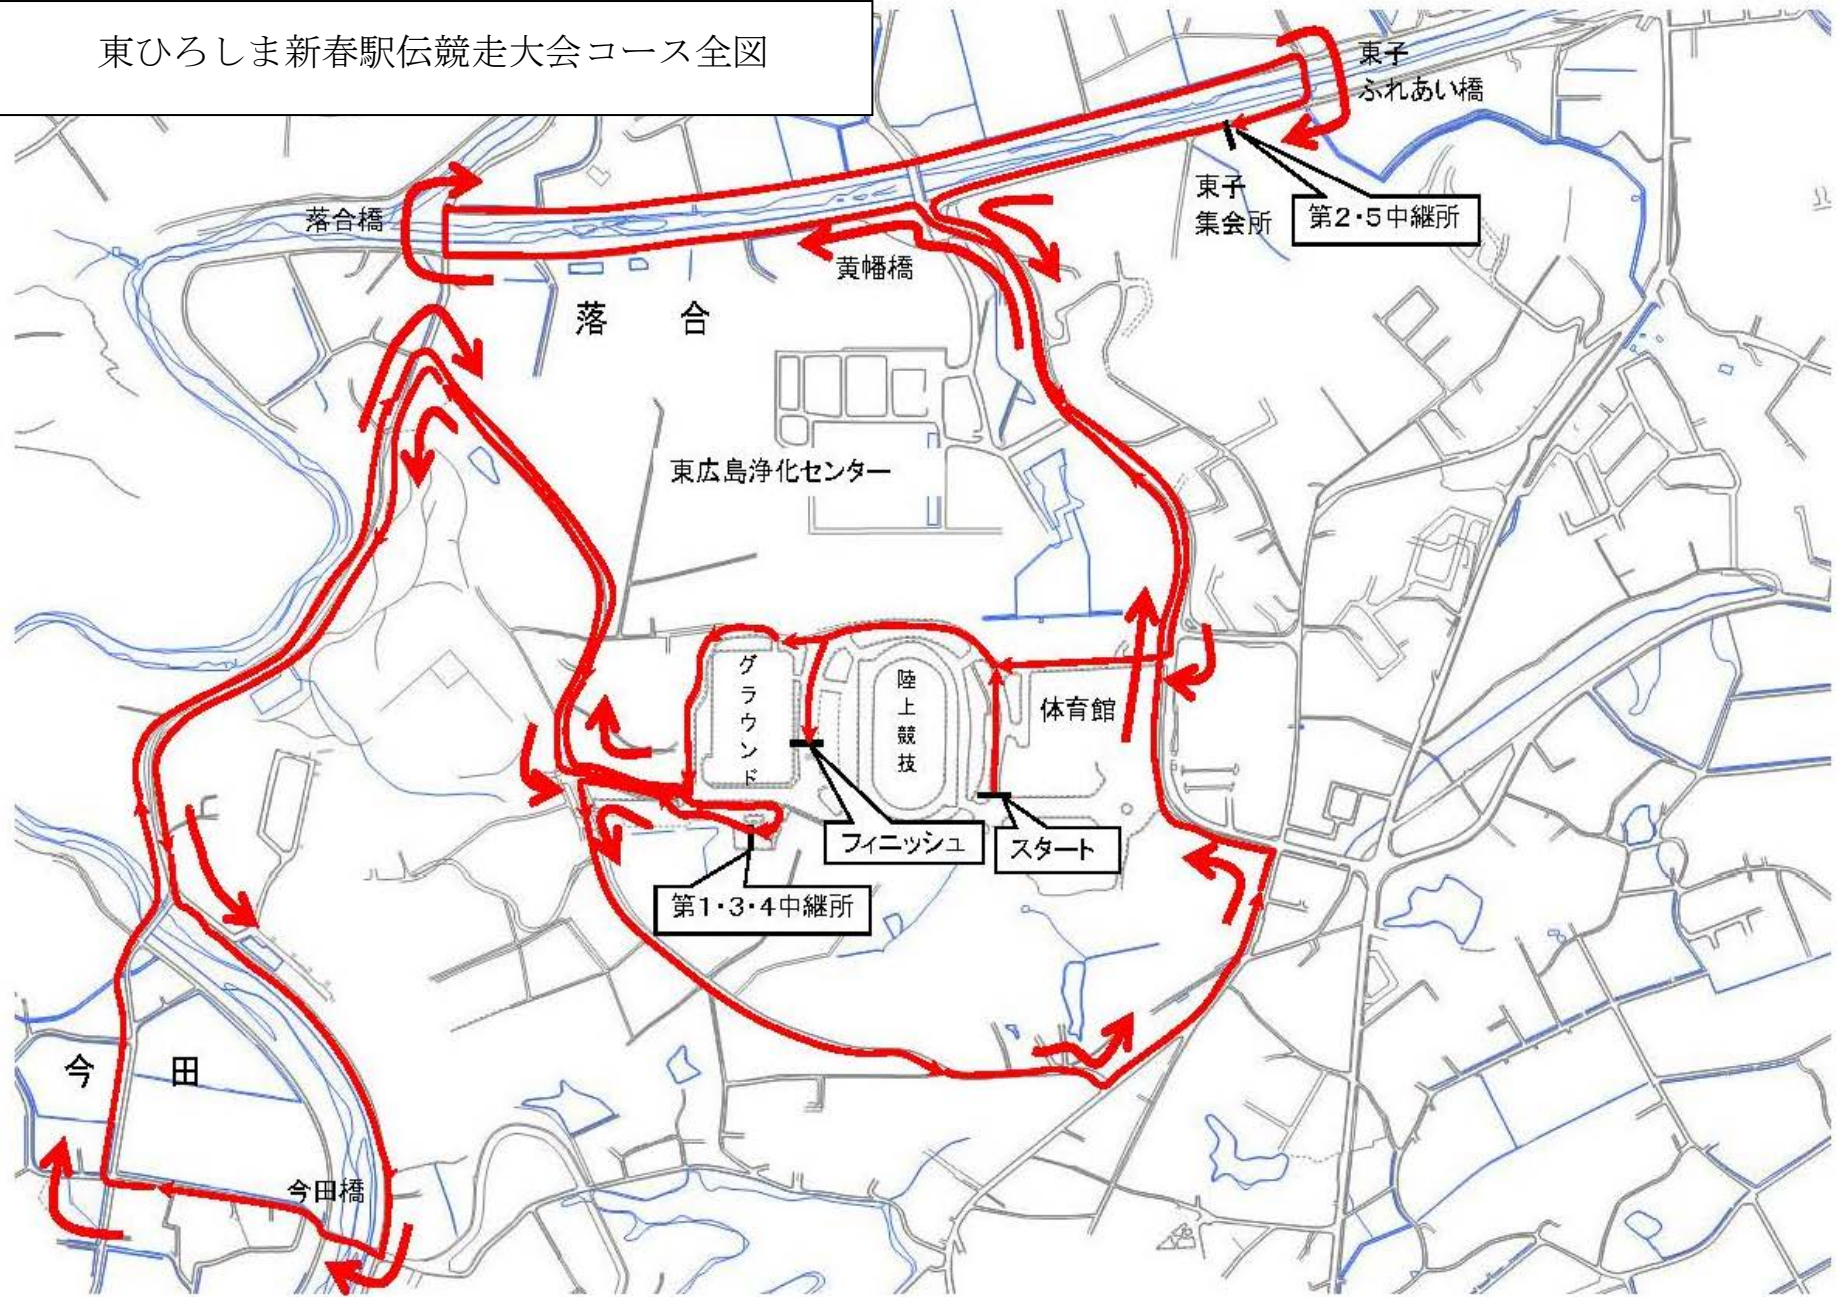 東ひろしま新春駅伝競走大会コース全図
東子
ふれあい橋
東子
集会所
第2・5中継所
落合橋
黄幡橋
落合
東広島浄化センター
グラウンド
陸上競技
体育館
フィニッシュ
スタート
第1・3・4中継所
今田
今田橋